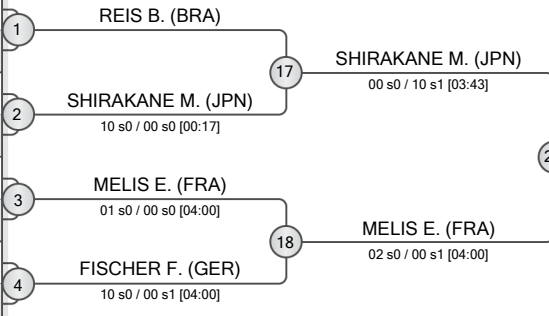 REIS B. (BRA)
1
17
SHIRAKANE M. (JPN)
00 s0 / 10 s1 [03:43]
SHIRAKANE M. (JPN)
2
10 s0 / 00 s0 [00:17]
2
MELIS E. (FRA)
3
01 s0 / 00 s0 [04:00]
18
MELIS E. (FRA)
02 s0 / 00 s1 [04:00]
FISCHER F. (GER)
4
10 s0 / 00 s1 [04:00]